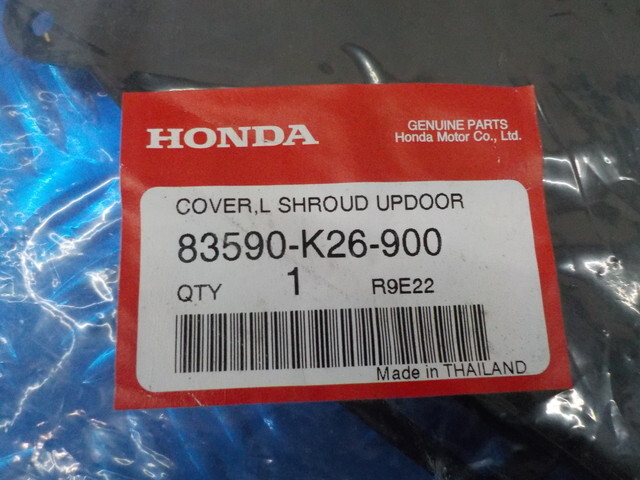 HONDA
GENUINE PARTS
Honda Motor Co., Ltd.
COVER,L SHROUD UPDOOR
83590-K26-900
QTY 1 R9E22
Made in THAILAND